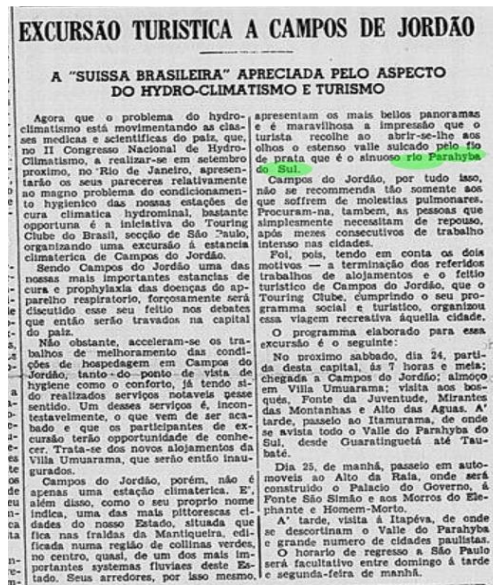 EXCURSÃO TURISTICA A CAMPOS DE JORDÃO
A "SUISSA BRASILEIRA" APRECIADA PELO ASPECTO
DO HYDRO-CLIMATISMO E TURISMO
Agora que o problema do hydro-
climatismo está movimentando as clas-
ses medicas e scientificas do paiz, que,
no II Congresso Nacional de Hydro-
Climatismo, a realizar-se em setembro
proximo, no Rio de Janeiro, apresen-
tarão os seus pareceres relativamente
ao magno problema do condicionamen-
to hygienico das nossas estações de
cura climatica hydrominal, bastante
opportuna é a iniciativa do Touring
Clube do Brasil, secção de São Paulo,
organizando uma excursão á estancia
climaterica de Campos do Jordão.
Sendo Campos do Jordão uma das
nossas mais importantes estancias de
cura e prophylaxia das doenças do ap-
parelho respiratorio, forçosamente será
discutido esse seu feitio nos debates
que então serão travados na capital
do paiz.
Não obstante, acceleram-se os tra-
balhos de melhoramento das condi-
ções de hospedagem em Campos do
Jordão, tanto do ponto de vista de
hygiene como o conforto, já tendo si-
do realizados serviços notaveis pesse
sentido. Um desses serviços é, incon-
testavelmente, o que vem de ser aca-
bado e que os participantes de ex-
cursão terão opportunidade de conhe-
cer. Trata-se dos novos alojamentos da
Villa Umuarama, que serão então inau-
gurados.
Campos do Jordão, porém, não é
apenas uma estação climatica. E',
além disso, como o seu proprio nome
indica, uma das mais pittorescas ci-
dades do nosso Estado, situada que
fica nas fraldas da Mantiqueira, edi-
ficada numa região de collinas verdes,
no centro, quasi, de um dos mais im-
portantes systemas fluviaes deste Es-
tado. Seus arredores, por isso mesmo,
apresentam os mais bellos panoramas
e é maravilhosa a impressão que o
turista recolhe ao abrir-se-lhe aos
olhos o estenso valle sulcado pelo fio
de prata que é o sinuoso rio Parahyba
do Sul.
Campos do Jordão, por tudo isso,
não se recommenda tão somente aos
que soffrem de molestias pulmonares.
Procuram-na, tambem, as pessoas que
simplesmente necessitam de repouso,
após mezes consecutivos de trabalho
intenso nas cidades.
Foi, pois, tendo em conta os dois
motivos — a terminação dos referidos
trabalhos de alojamentos e o feitio
turistico de Campos do Jordão, que o
Touring Clube, cumprindo o seu pro-
gramma social e turistico, organizou
essa viagem recreativa áquella cidade.
O programma elaborado para essa
excursão é o seguinte:
No proximo sabbado, dia 24, parti-
da desta capital, ás 7 horas e meia;
chegada a Campos do Jordão; almoço
em Villa Umuarama; visita aos bos-
qués, Fonte da Juventude, Mirantes
das Montanhas e Alto das Aguas. A'
tarde, passeio ao Itamurama, de onde
se avista todo o Valle do Parahyba do
Sul, desde Guaratinguetá até Tau-
baté.
Dia 25, de manhã, passeio em auto-
moveis ao Alto da Raia, onde será
construido o Palacio do Governo, á
Fonte São Simão e aos Morros do Ele-
phante e Homem-Morto.
A' tarde, visita á Itapéva, de onde
se descortinam o Valle do Parahyba
e grande numero de cidades paulistas.
O horario de regresso a São Paulo
será facultativo entre domingo á tarde
e segunda-feira de manhã.